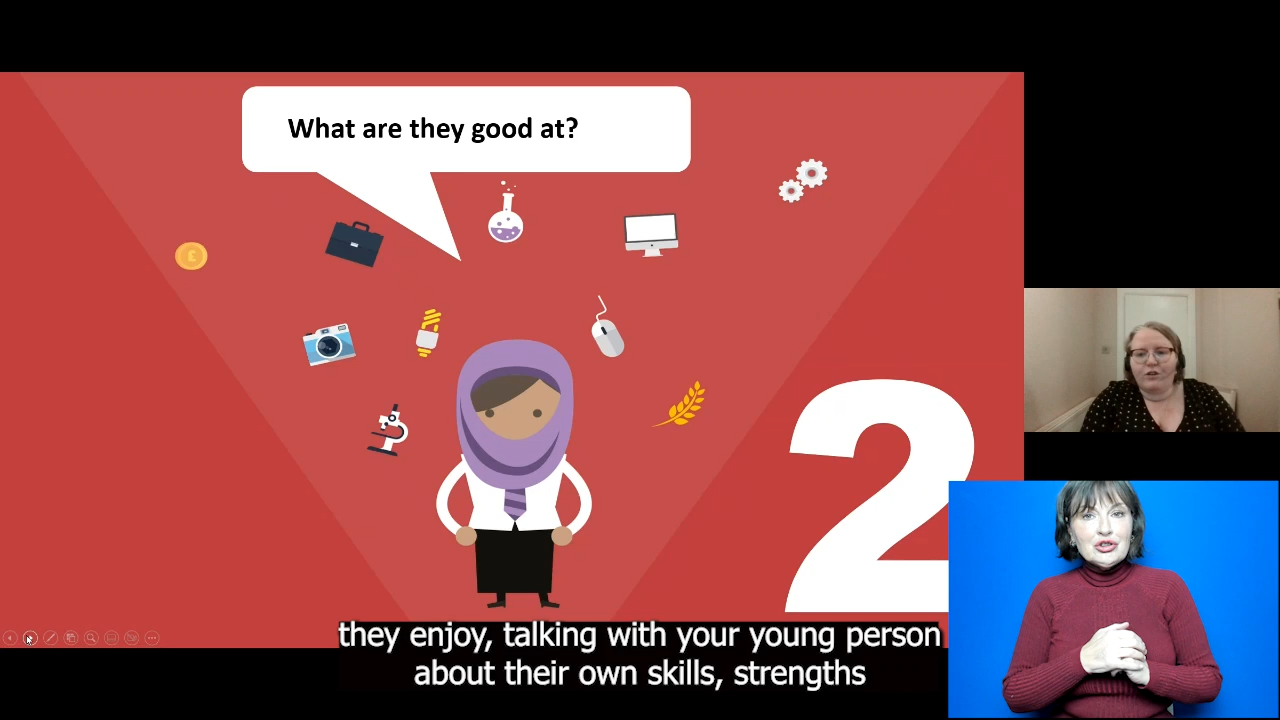 What are they good at?
£
2
they enjoy, talking with your young person
about their own skills, strengths